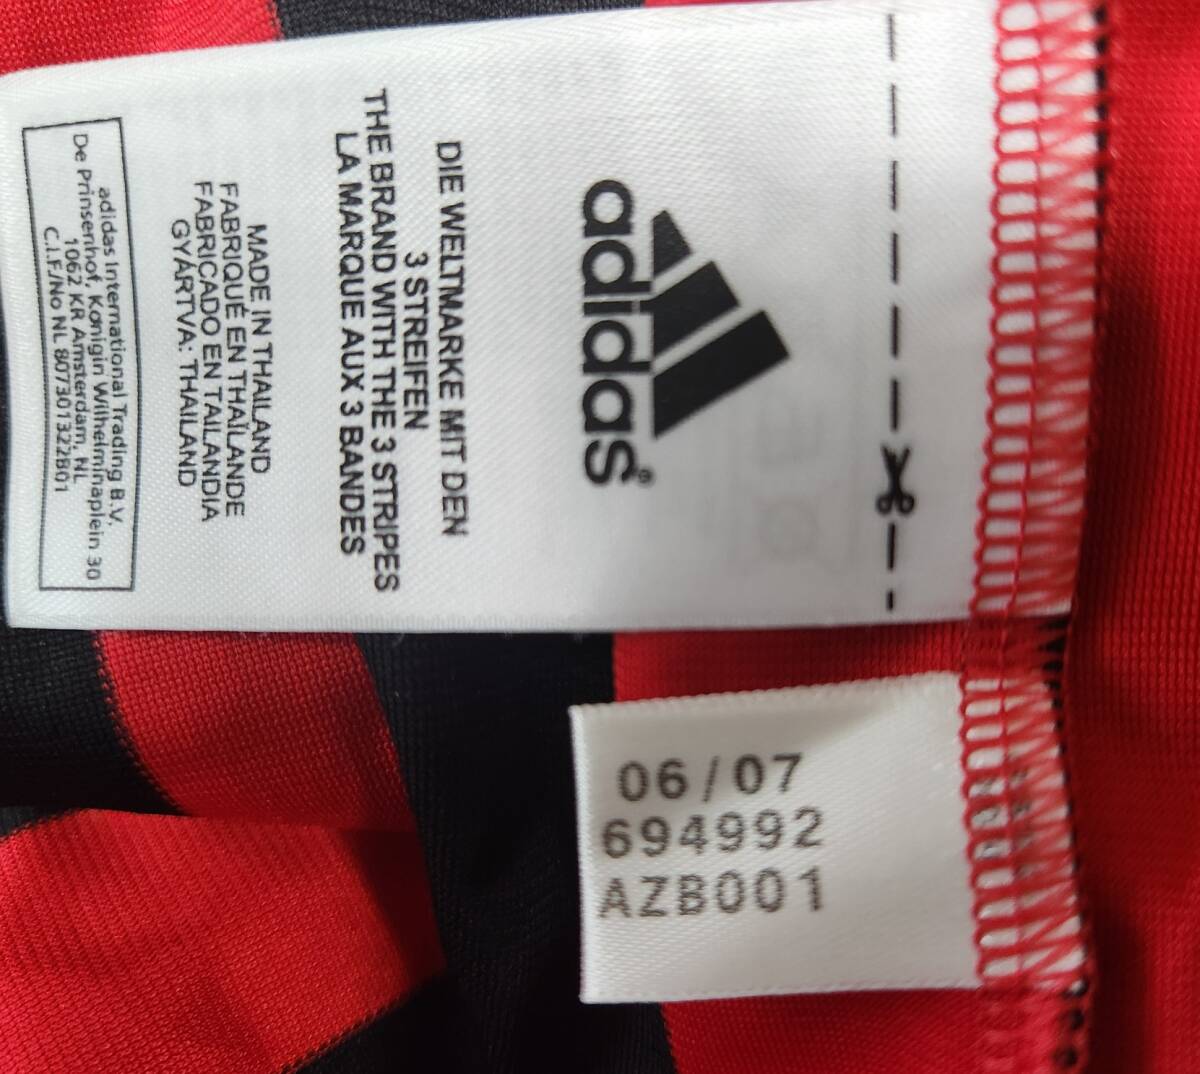 adidas®
DIE WELTMARKE MIT DEN
3 STREIFEN
THE BRAND WITH THE 3 STRIPES
LA MARQUE AUX 3 BANDES
MADE IN THAILAND
FABRIQUÉ EN THAÏLANDE
FABRICADO EN TAILANDIA
GYÁRTVA: THAILAND
adidas International Trading B.V.
De Prinsenhof, Konigin Wilhelminaplein 30
1062 KR Amsterdam, NL
C.I.F/No NL 807301322B01
06/07
694992
AZB001